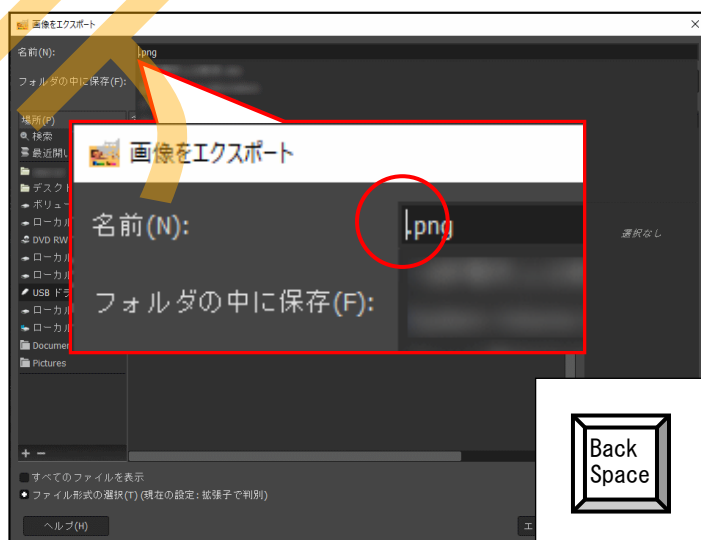 画像をエクスポート
名前(N):
.png
フォルダの中に保存(F):
場所(P)
検索
最近開い
デスクト
ボリュー
ローカル
DVD RW
ローカル
ローカル
USB ドラ
ローカル
ローカル
Documen
Pictures
画像をエクスポート
名前(N):
.png
フォルダの中に保存(F):
選択なし
すべてのファイルを表示
ファイル形式の選択(T) (現在の設定: 拡張子で判別)
ヘルプ(H)
エ
Back
Space